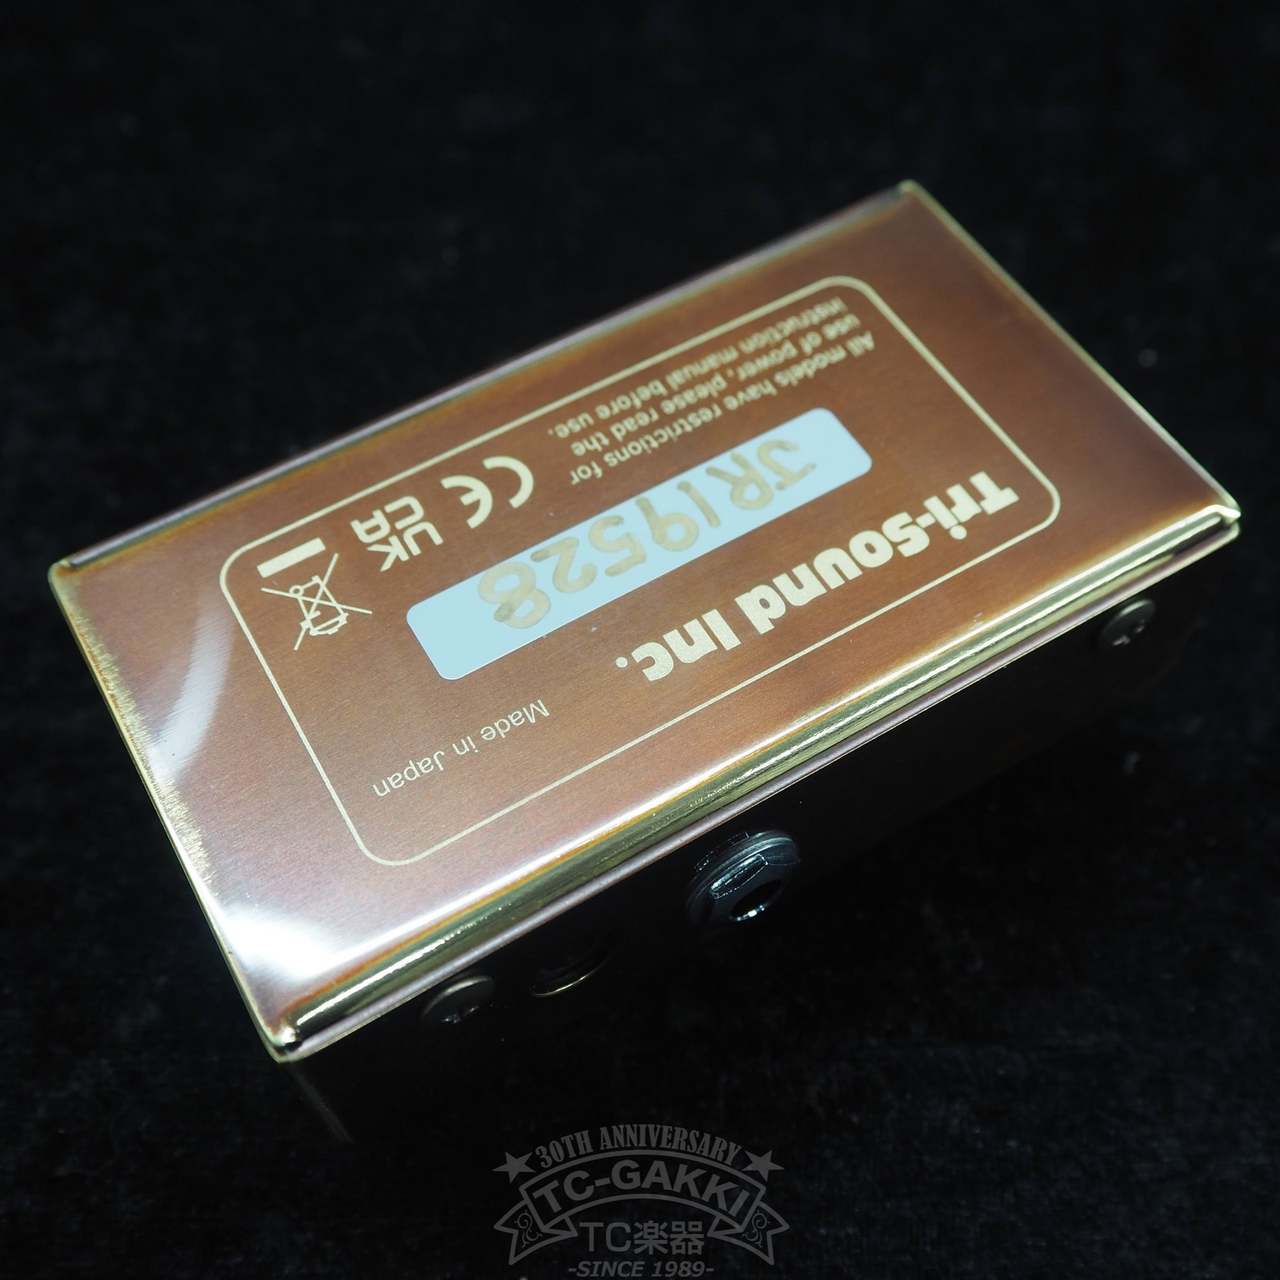 Tri-sound Inc.
JR19528
All models have restrictions for
use of power, please read the
instruction manual before use.
CE
UK
CA
Made in Japan
30TH ANNIVERSARY
TC-GAKKI
TC楽器
-SINCE 1989-